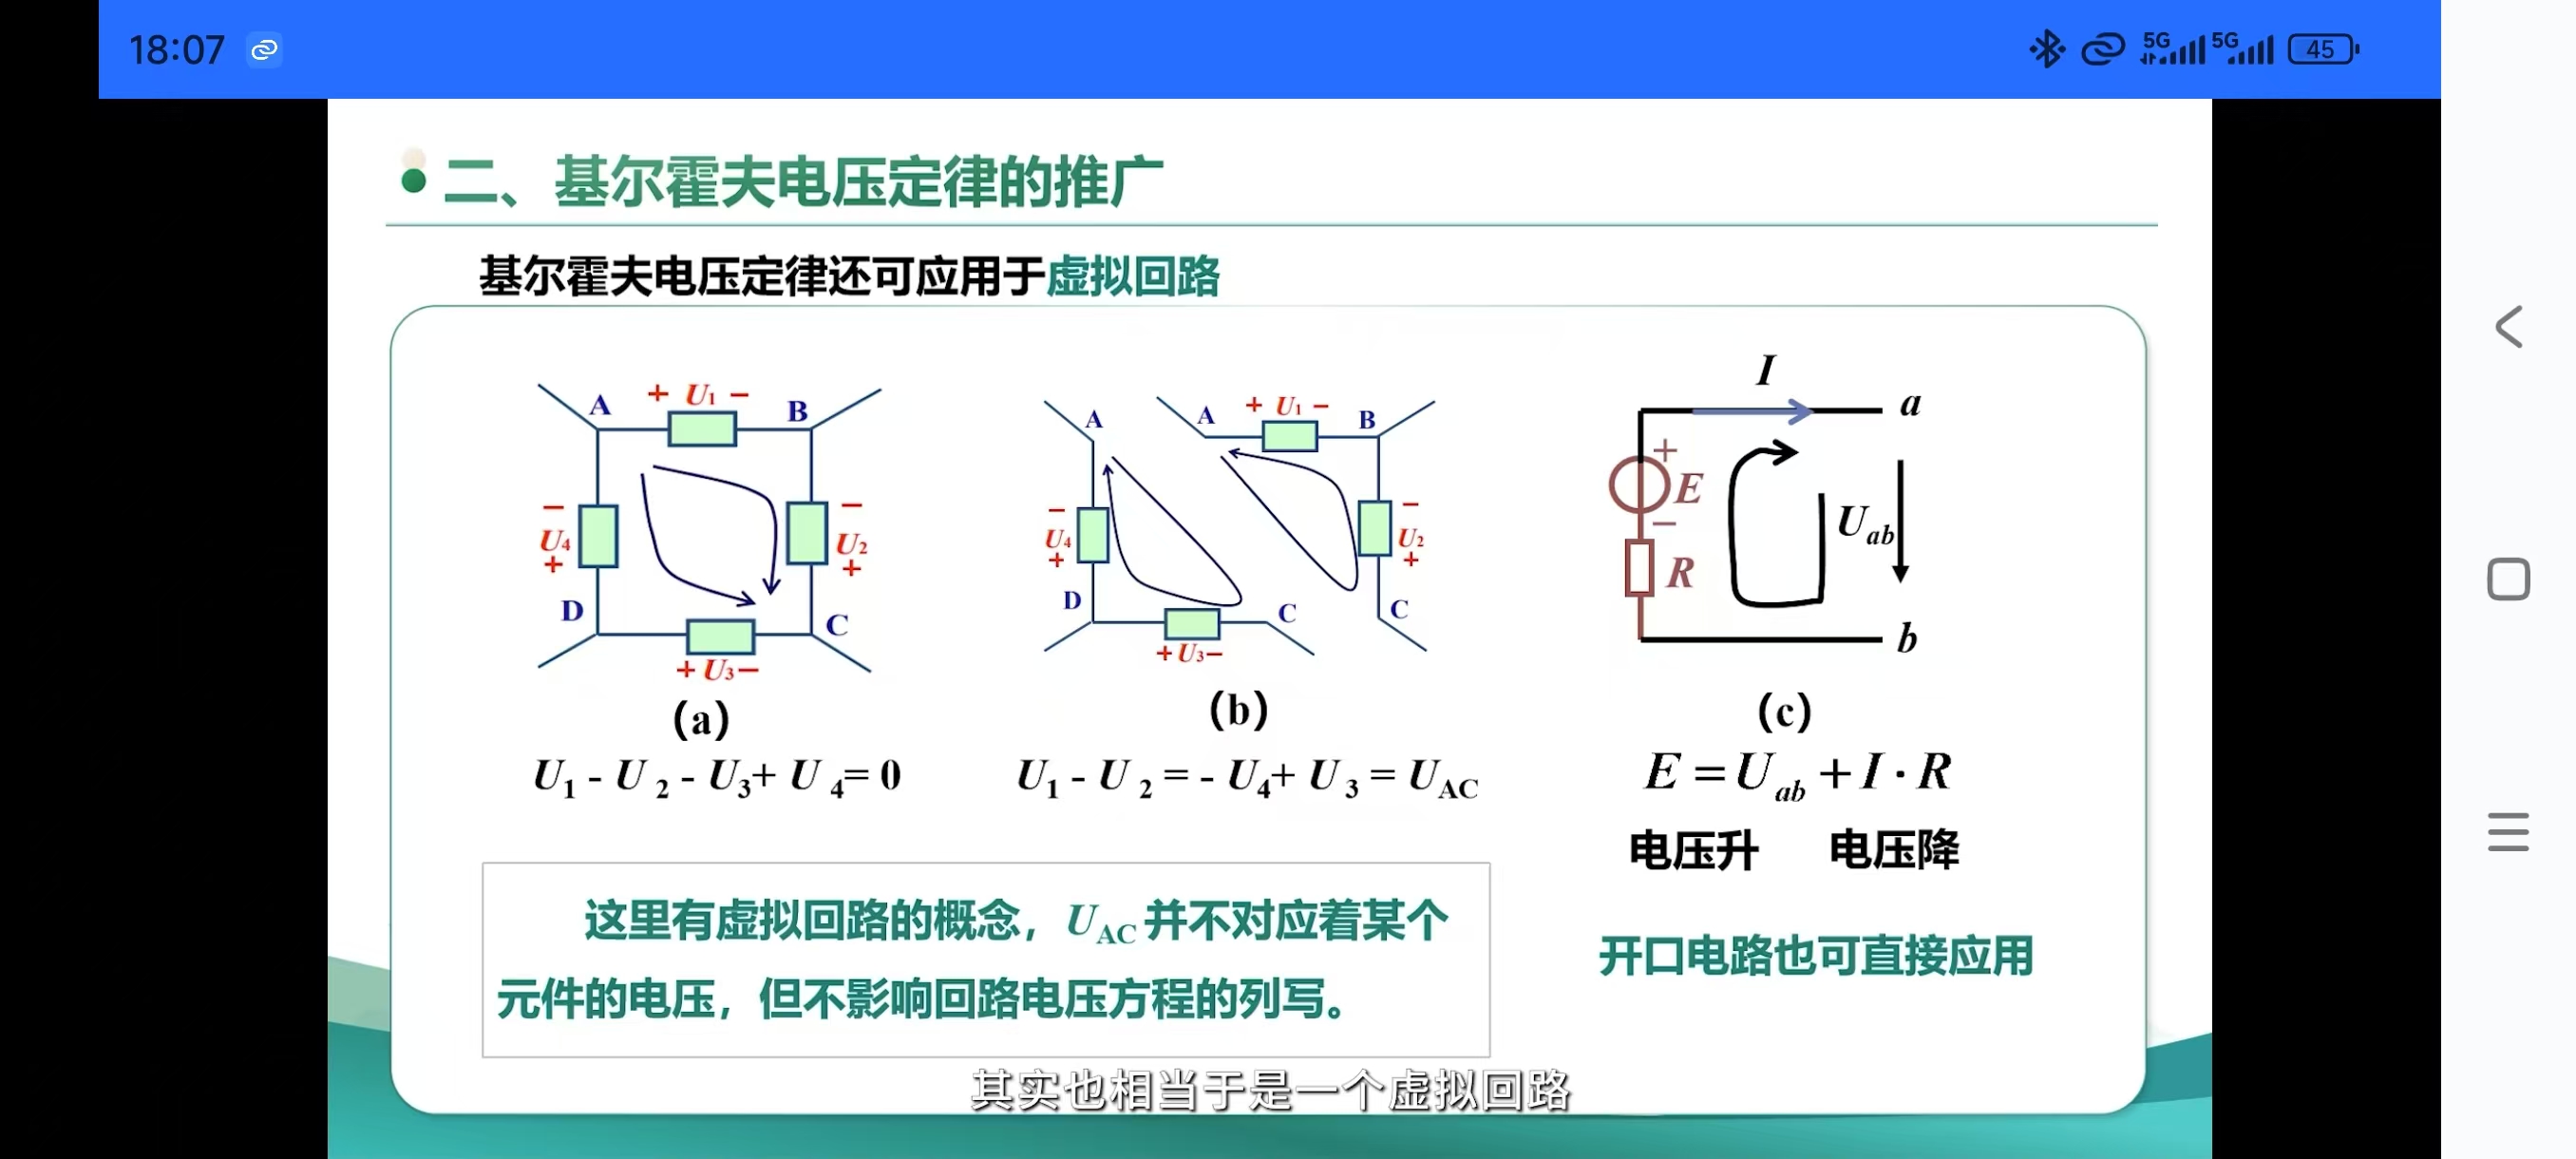 18:07
5G 5G 45
二、基尔霍夫电压定律的推广
基尔霍夫电压定律还可应用于虚拟回路
A + U₁ − B
− U₄ +
− U₂ +
D C
+ U₃ −
(a)
U₁ - U₂ - U₃ + U₄ = 0
A A + U₁ − B
− U₄ +
− U₂ +
D C C
+ U₃ −
(b)
U₁ - U₂ = - U₄ + U₃ = U_AC
I
a
+ E −
U_ab
R
b
(c)
E = U_ab + I · R
电压升 电压降
这里有虚拟回路的概念，U_AC 并不对应着某个
元件的电压，但不影响回路电压方程的列写。
开口电路也可直接应用
其实也相当于是一个虚拟回路